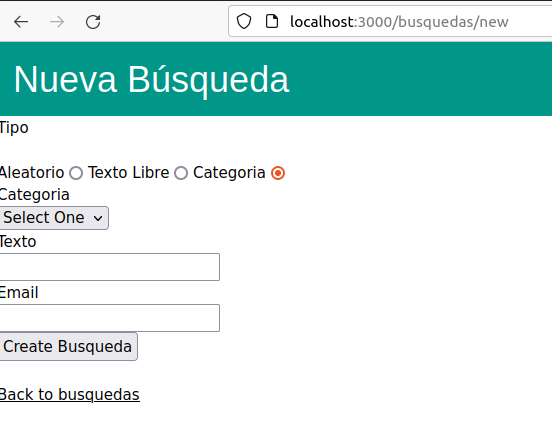 localhost:3000/busquedas/new
Nueva Búsqueda
Tipo
Aleatorio Texto Libre Categoria
Categoria
Select One
Texto
Email
Create Busqueda
Back to busquedas